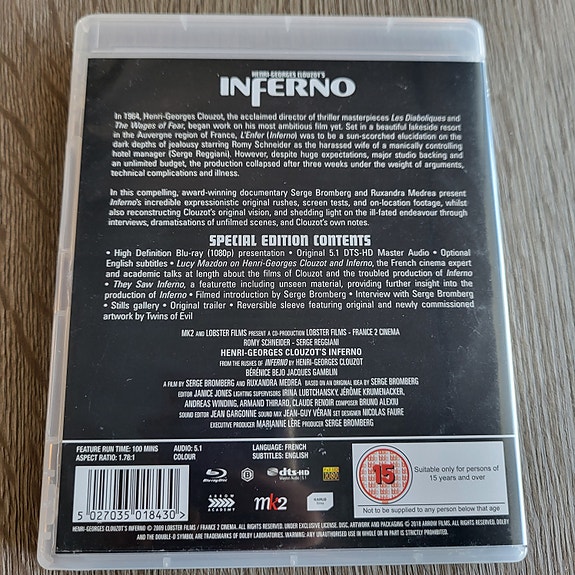 HENRI-GEORGES CLOUZOT'S
INFERNO
In 1964, Henri-Georges Clouzot, the acclaimed director of thriller masterpieces Les Diaboliques and
The Wages of Fear, began work on his most ambitious film yet. Set in a beautiful lakeside resort
in the Auvergne region of France, L'Enfer (Inferno) was to be a sun-scorched elucidation on the
dark depths of jealousy starring Romy Schneider as the harassed wife of a manically controlling
hotel manager (Serge Reggiani). However, despite huge expectations, major studio backing and
an unlimited budget, the production collapsed after three weeks under the weight of arguments,
technical complications and illness.
In this compelling, award-winning documentary Serge Bromberg and Ruxandra Medrea present
Inferno's incredible expressionistic original rushes, screen tests, and on-location footage, whilst
also reconstructing Clouzot's original vision, and shedding light on the ill-fated endeavour through
interviews, dramatisations of unfilmed scenes, and Clouzot's own notes.
SPECIAL EDITION CONTENTS
• High Definition Blu-ray (1080p) presentation • Original 5.1 DTS-HD Master Audio • Optional
English subtitles • Lucy Mazdon on Henri-Georges Clouzot and Inferno, the French cinema expert
and academic talks at length about the films of Clouzot and the troubled production of Inferno
• They Saw Inferno, a featurette including unseen material, providing further insight into the
production of Inferno • Filmed introduction by Serge Bromberg • Interview with Serge Bromberg
• Stills gallery • Original trailer • Reversible sleeve featuring original and newly commissioned
artwork by Twins of Evil
MK2 AND LOBSTER FILMS PRESENT A CO-PRODUCTION LOBSTER FILMS - FRANCE 2 CINEMA
ROMY SCHNEIDER - SERGE REGGIANI
HENRI-GEORGES CLOUZOT'S INFERNO
FROM THE RUSHES OF INFERNO BY HENRI-GEORGES CLOUZOT
BÉRÉNICE BEJO JACQUES GAMBLIN
A FILM BY SERGE BROMBERG AND RUXANDRA MEDREA BASED ON AN ORIGINAL IDEA BY SERGE BROMBERG
EDITOR JANICE JONES LIGHTING SUPERVISORS IRINA LUBTCHANSKY, JÉRÔME KRUMENACKER,
ANDREAS WINDING, ARMAND THIRARD, CLAUDE RENOIR COMPOSER BRUNO ALEXIU
SOUND EDITOR JEAN GARGONNE SOUND MIX JEAN-GUY VÉRAN SET DESIGNER NICOLAS FAURE
EXECUTIVE PRODUCER MARIANNE LÈRE PRODUCER SERGE BROMBERG
FEATURE RUN TIME: 100 MINS
ASPECT RATIO: 1.78:1
AUDIO: 5.1
COLOUR
LANGUAGE: FRENCH
SUBTITLES: ENGLISH
Blu-ray Disc
B
dts-HD
Master Audio | 5.1
FULL HD
1080
15
Suitable only for persons of
15 years and over
Not to be supplied to any person below that age
5 027035 018430 >
ARROW
ACADEMY
mk2
HENRI-GEORGES CLOUZOT'S INFERNO © 2009 LOBSTER FILMS / FRANCE 2 CINEMA. ALL RIGHTS RESERVED. UNDER EXCLUSIVE LICENSE. DISC, ARTWORK AND PACKAGING © 2018 ARROW FILMS. ALL RIGHTS RESERVED. DOLBY
AND THE DOUBLE-D SYMBOL ARE TRADEMARKS OF DOLBY LABORATORIES. WARNING: ANY UNAUTHORISED USE IN WHOLE OR IN PART IS STRICTLY PROHIBITED.